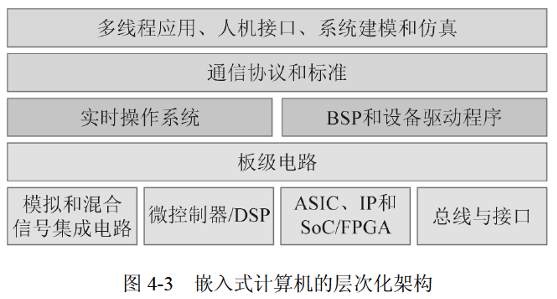 多线程应用、人机接口、系统建模和仿真
通信协议和标准
实时操作系统
BSP和设备驱动程序
板级电路
模拟和混合
信号集成电路
微控制器/DSP
ASIC、IP和
SoC/FPGA
总线与接口
图 4-3 嵌入式计算机的层次化架构